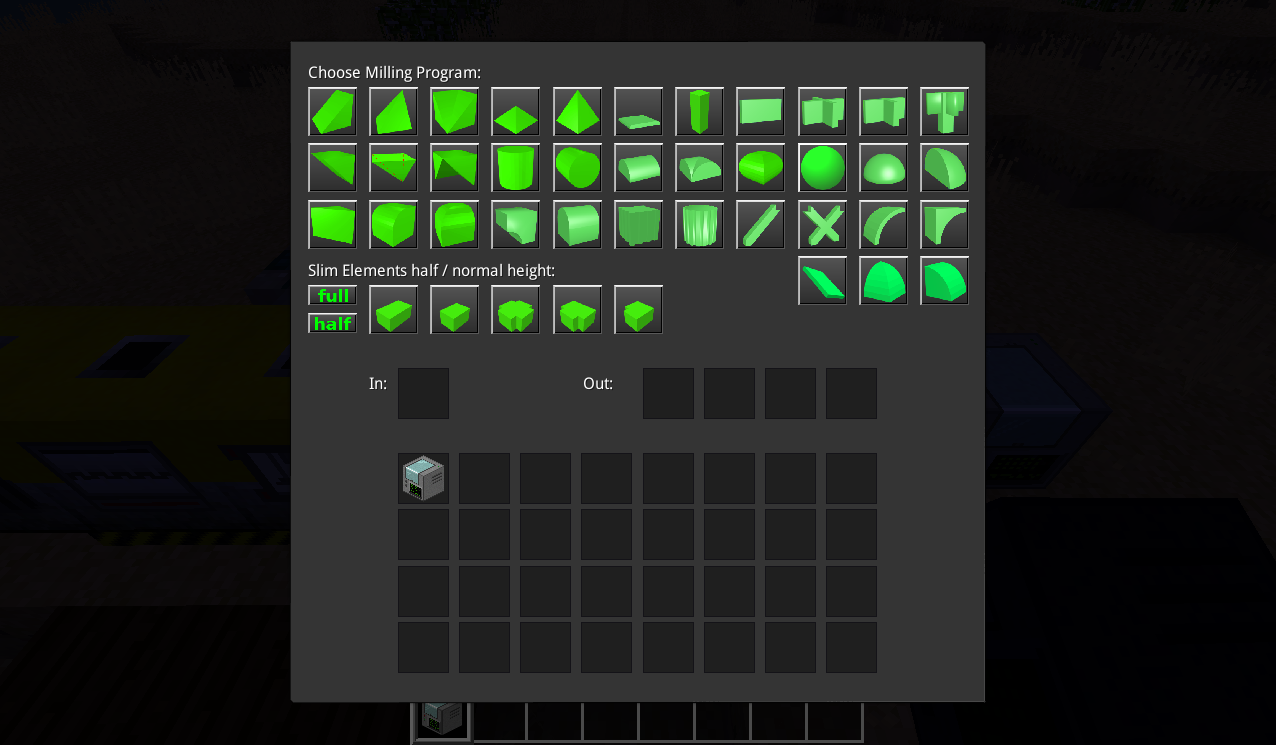 Choose Milling Program:
Slim Elements half / normal height:
full
half
In:
Out: